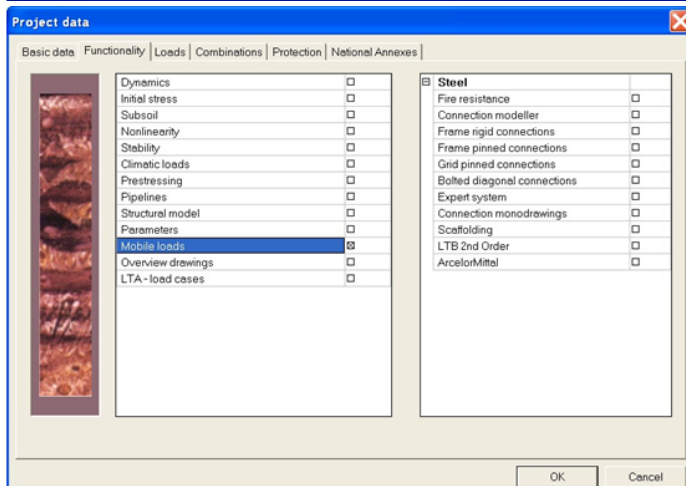 Project data
Basic data Functionality Loads Combinations Protection National Annexes
Dynamics
Initial stress
Subsoil
Nonlinearity
Stability
Climatic loads
Prestressing
Pipelines
Structural model
Parameters
Mobile loads
Overview drawings
LTA - load cases
Steel
Fire resistance
Connection modeller
Frame rigid connections
Frame pinned connections
Grid pinned connections
Bolted diagonal connections
Expert system
Connection monodrawings
Scaffolding
LTB 2nd Order
ArcelorMittal
OK Cancel